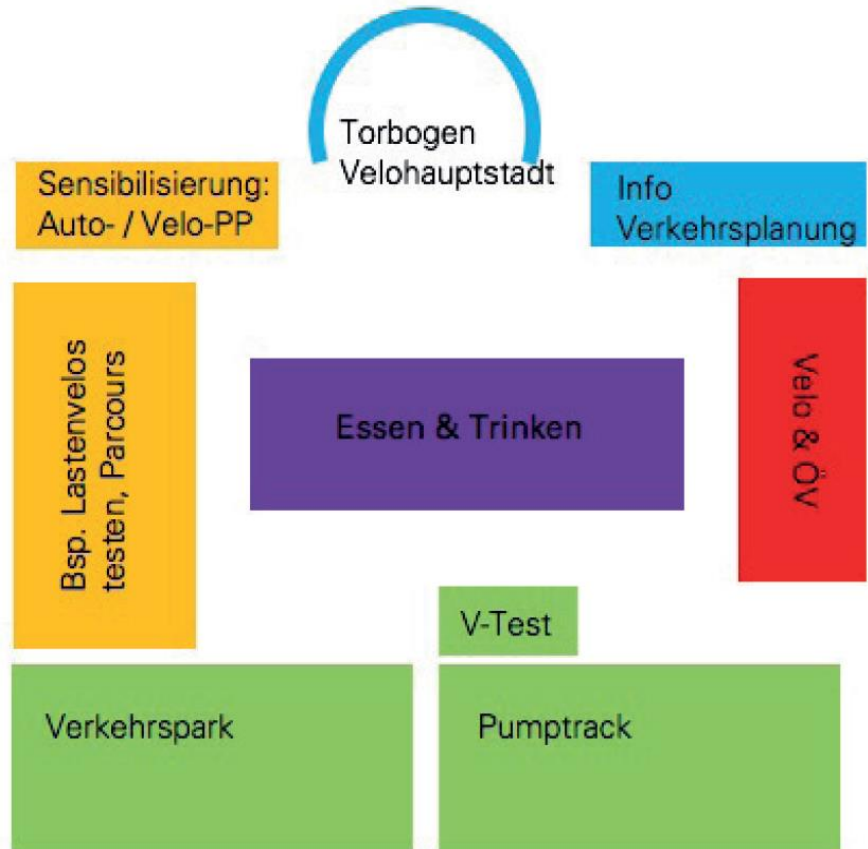 Torbogen
Velohauptstadt
Sensibilisierung:
Auto- / Velo-PP
Info
Verkehrsplanung
Bsp. Lastenvelos
testen, Parcours
Essen & Trinken
Velo & ÖV
V-Test
Verkehrspark
Pumptrack